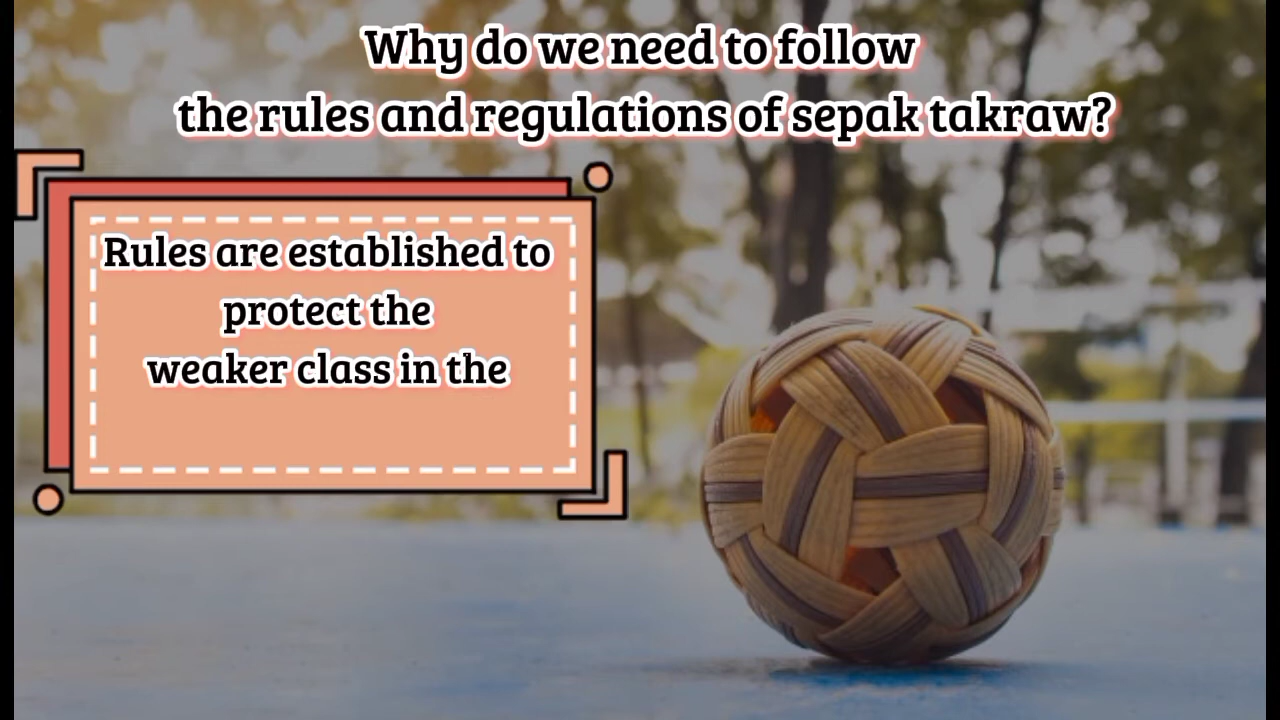 Why do we need to follow
the rules and regulations of sepak takraw?
Rules are established to
protect the
weaker class in the